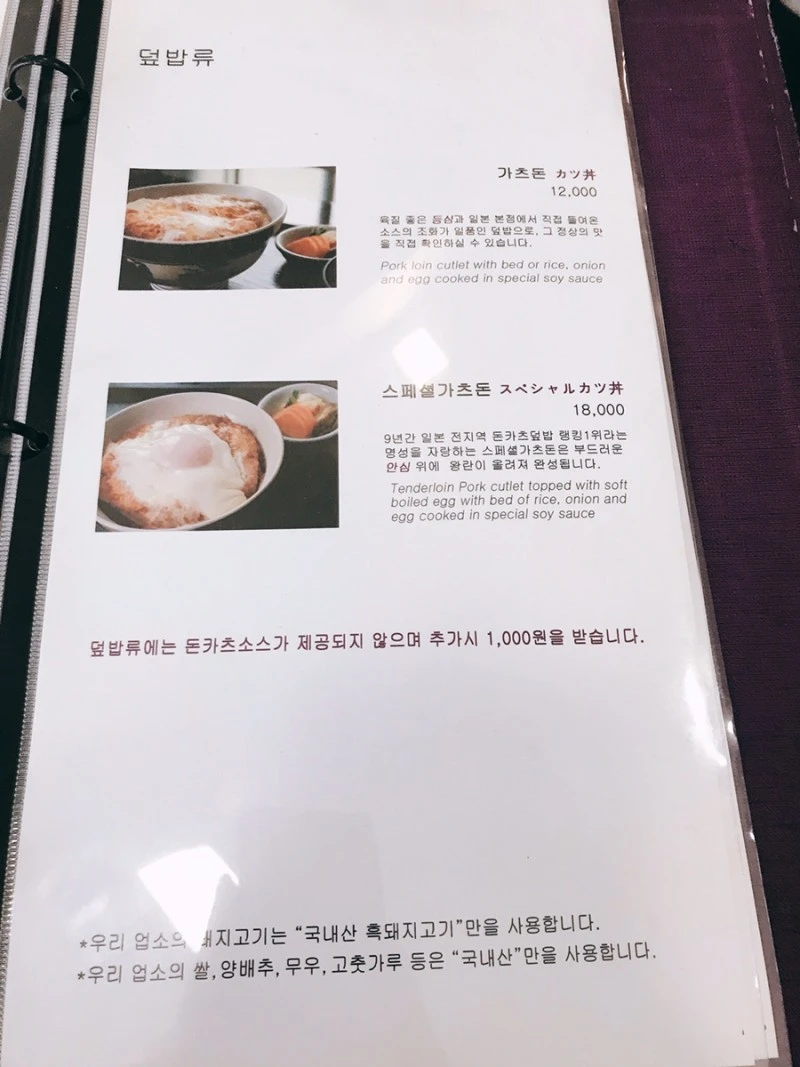 덮밥류
가츠돈 カツ丼
12,000
육질 좋은 등심과 일본 본점에서 직접 들여온
소스의 조화가 일품인 덮밥으로, 그 정상의 맛
을 직접 확인하실 수 있습니다.
Pork loin cutlet with bed or rice, onion
and egg cooked in special soy sauce
스페셜가츠돈 スペシャルカツ丼
18,000
9년간 일본 전지역 돈카츠덮밥 랭킹1위라는
명성을 자랑하는 스페셜가츠돈은 부드러운
안심 위에 왕란이 올려져 완성됩니다.
Tenderloin Pork cutlet topped with soft
boiled egg with bed of rice, onion and
egg cooked in special soy sauce
덮밥류에는 돈카츠소스가 제공되지 않으며 추가시 1,000원을 받습니다.
*우리 업소의 돼지고기는 “국내산 흑돼지고기”만을 사용합니다.
*우리 업소의 쌀, 양배추, 무우, 고춧가루 등은 “국내산”만을 사용합니다.